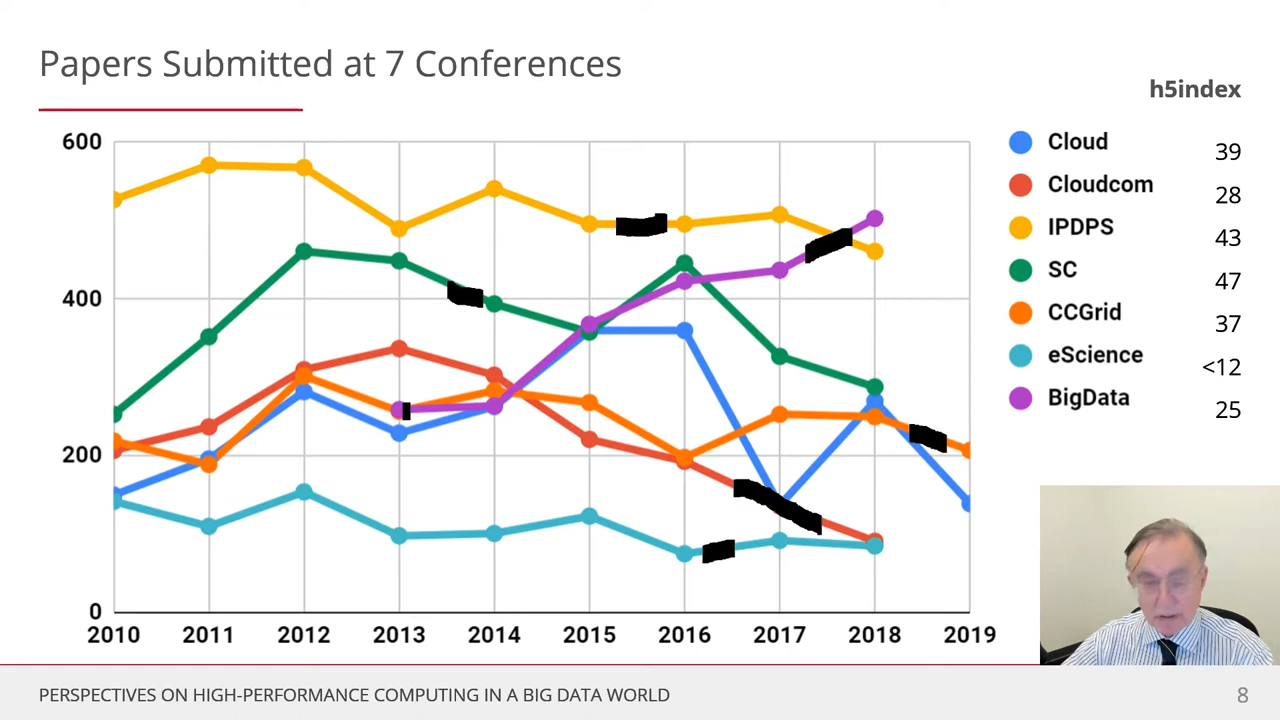 Papers Submitted at 7 Conferences
h5index
600
400
200
0
2010 2011 2012 2013 2014 2015 2016 2017 2018 2019
Cloud 39
Cloudcom 28
IPDPS 43
SC 47
CCGrid 37
eScience <12
BigData 25
PERSPECTIVES ON HIGH-PERFORMANCE COMPUTING IN A BIG DATA WORLD 8